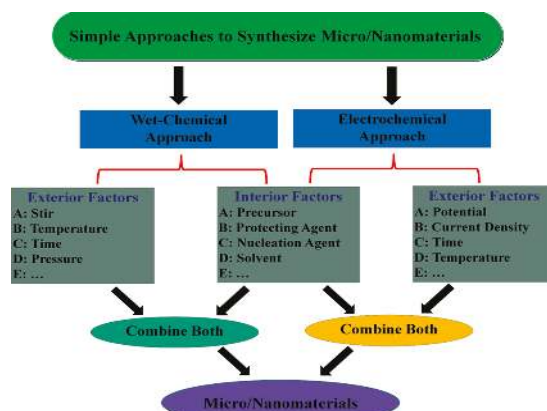 Simple Approaches to Synthesize Micro/Nanomaterials
Wet-Chemical
Approach
Electrochemical
Approach
Exterior Factors
A: Stir
B: Temperature
C: Time
D: Pressure
E: ...
Interior Factors
A: Precursor
B: Protecting Agent
C: Nucleation Agent
D: Solvent
E: ...
Exterior Factors
A: Potential
B: Current Density
C: Time
D: Temperature
E: ...
Combine Both
Combine Both
Micro/Nanomaterials